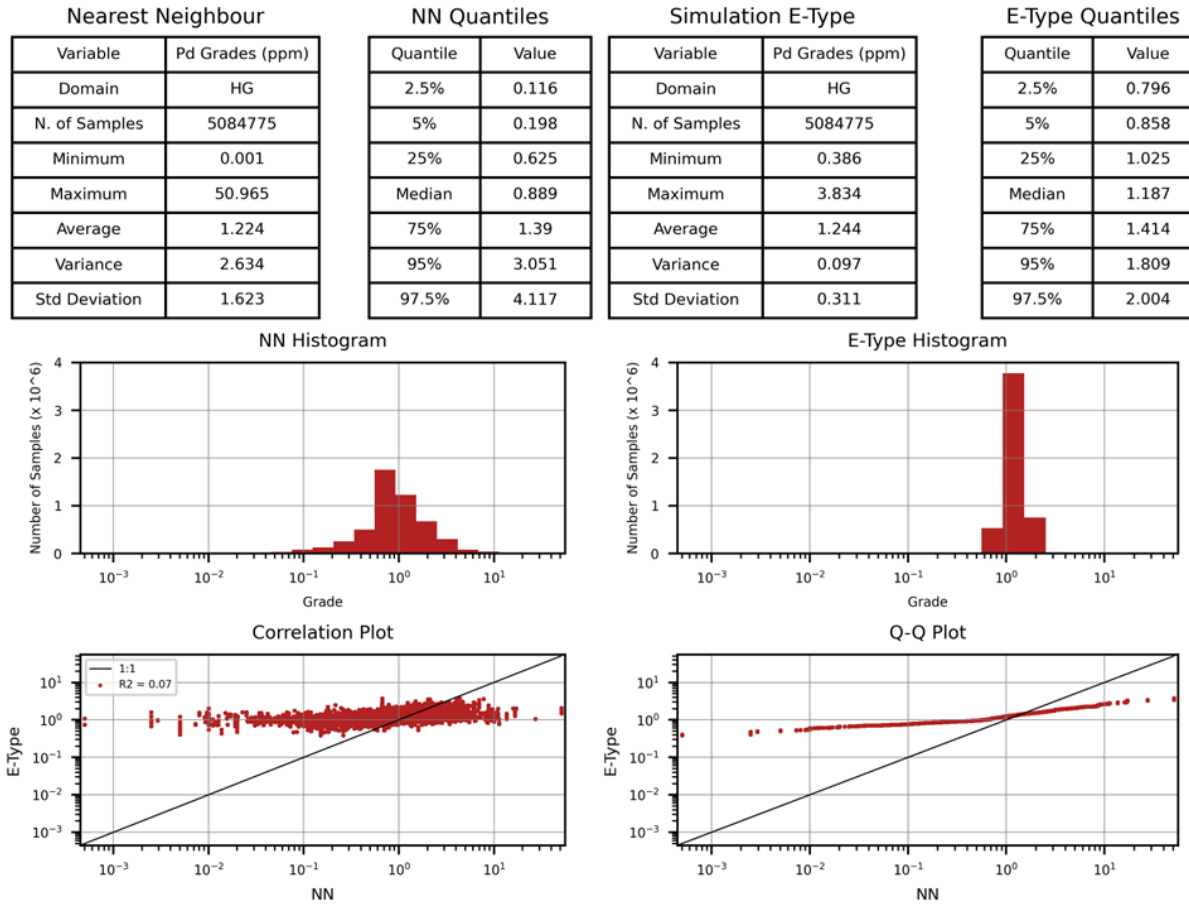 Nearest Neighbour
NN Quantiles
Simulation E-Type
E-Type Quantiles
Variable Pd Grades (ppm)
Domain HG
N. of Samples 5084775
Minimum 0.001
Maximum 50.965
Average 1.224
Variance 2.634
Std Deviation 1.623
Quantile Value
2.5% 0.116
5% 0.198
25% 0.625
Median 0.889
75% 1.39
95% 3.051
97.5% 4.117
Variable Pd Grades (ppm)
Domain HG
N. of Samples 5084775
Minimum 0.386
Maximum 3.834
Average 1.244
Variance 0.097
Std Deviation 0.311
Quantile Value
2.5% 0.796
5% 0.858
25% 1.025
Median 1.187
75% 1.414
95% 1.809
97.5% 2.004
NN Histogram
Number of Samples (x 10^6)
4
3
2
1
0
10⁻³ 10⁻² 10⁻¹ 10⁰ 10¹
Grade
E-Type Histogram
Number of Samples (x 10^6)
4
3
2
1
0
10⁻³ 10⁻² 10⁻¹ 10⁰ 10¹
Grade
Correlation Plot
1:1
R2 = 0.07
E-Type
10¹
10⁰
10⁻¹
10⁻²
10⁻³
10⁻³ 10⁻² 10⁻¹ 10⁰ 10¹
NN
Q-Q Plot
E-Type
10¹
10⁰
10⁻¹
10⁻²
10⁻³
10⁻³ 10⁻² 10⁻¹ 10⁰ 10¹
NN